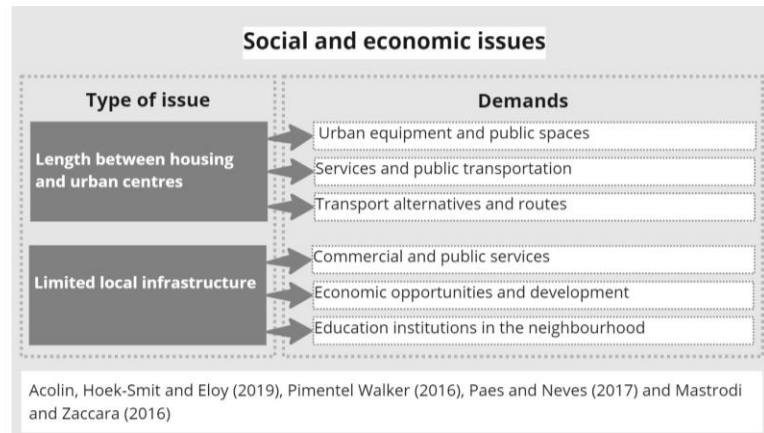 Social and economic issues
Type of issue
Demands
Length between housing
and urban centres
Urban equipment and public spaces
Services and public transportation
Transport alternatives and routes
Limited local infrastructure
Commercial and public services
Economic opportunities and development
Education institutions in the neighbourhood
Acolin, Hoek-Smit and Eloy (2019), Pimentel Walker (2016), Paes and Neves (2017) and Mastrodi
and Zaccara (2016)